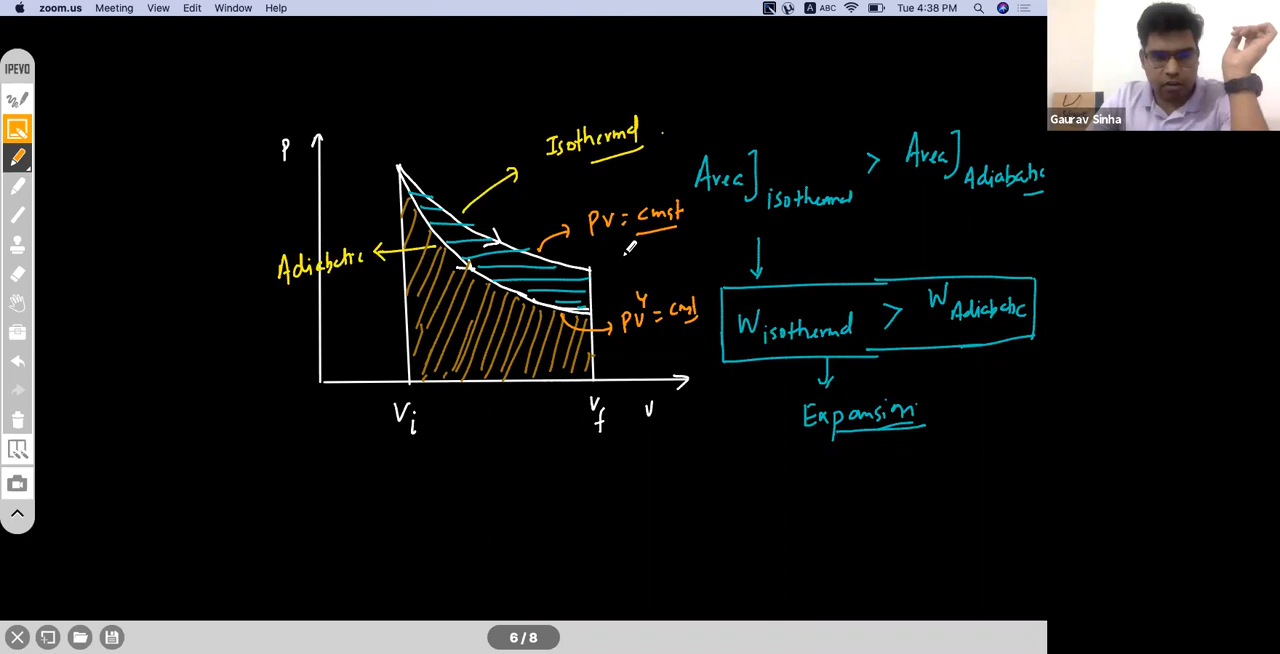 zoom.us Meeting View Edit Window Help
A ABC Tue 4:38 PM
IPEVO
Gaurav Sinha
P
Isothermal
Area]isothermal > Area]Adiabatic
PV = const
Adiabatic
PV^γ = const
W isothermal > W Adiabatic
Expansion
Vi
Vf
V
6 / 8